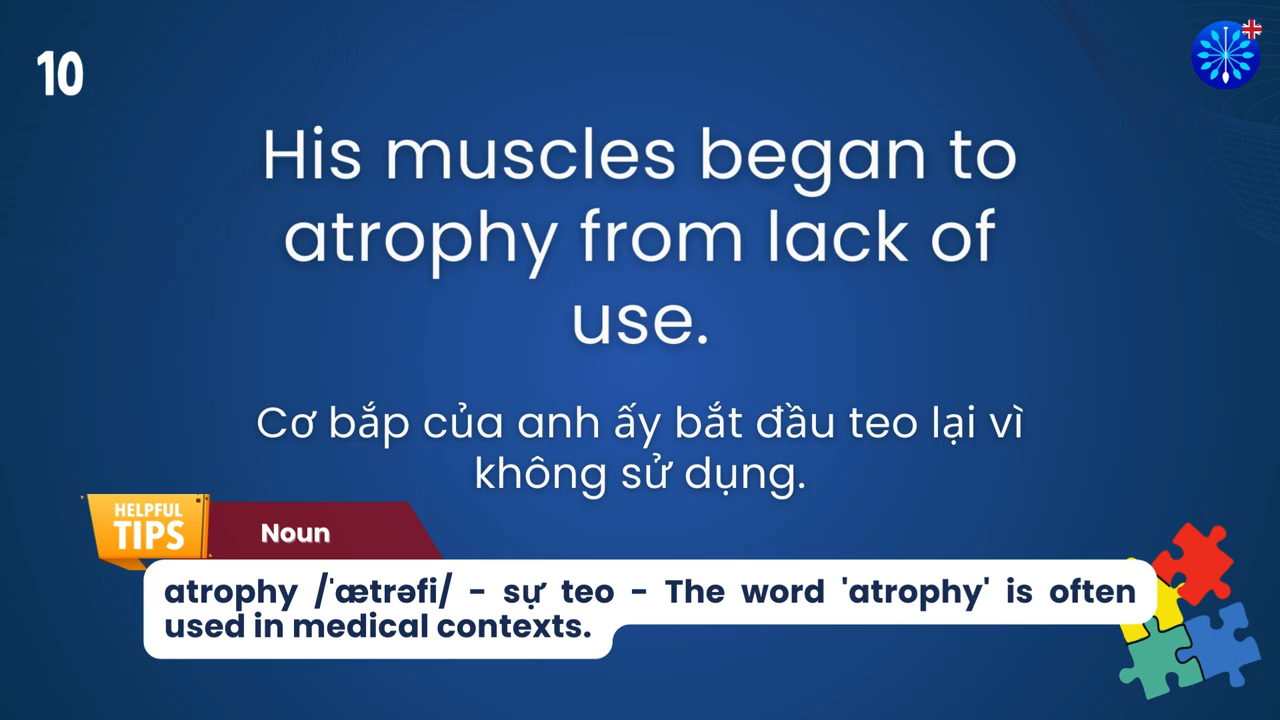 10
His muscles began to
atrophy from lack of
use.
Cơ bắp của anh ấy bắt đầu teo lại vì
không sử dụng.
HELPFUL
TIPS
Noun
atrophy /ˈætrəfi/ - sự teo - The word 'atrophy' is often
used in medical contexts.